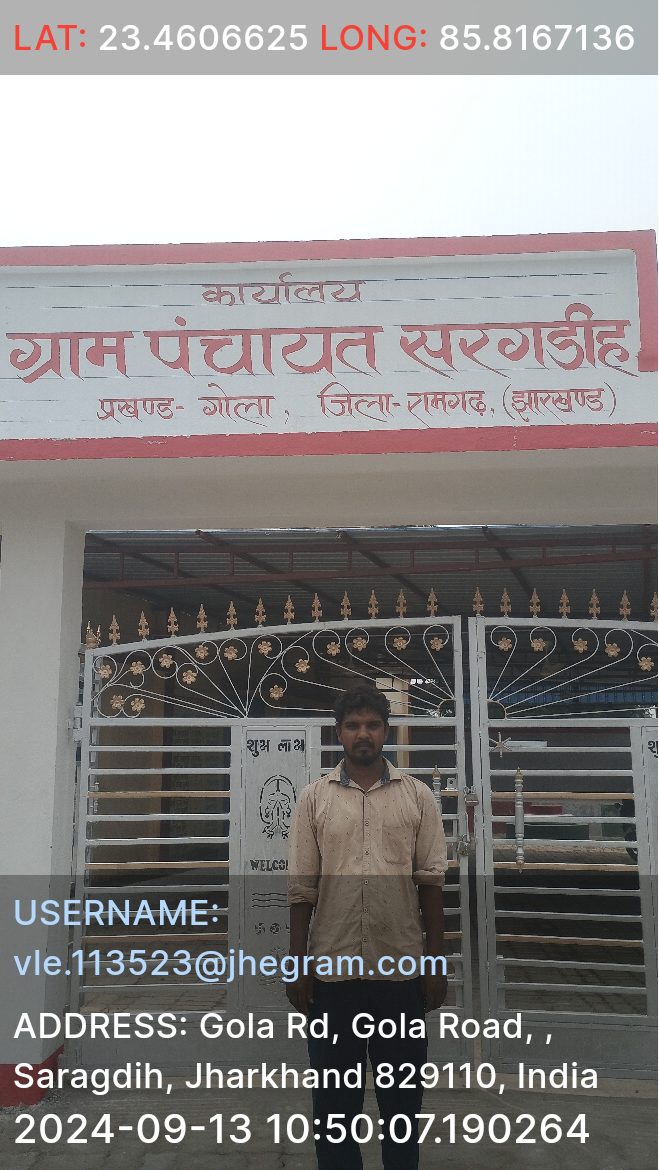 LAT: 23.4606625 LONG: 85.8167136
कार्यालय
ग्राम पंचायत सरगडीह
प्रखण्ड- गोला, जिला-रामगढ़, (झारखण्ड)
शुभ लाभ
शु
WELCO
USERNAME:
vle.113523@jhegram.com
ADDRESS: Gola Rd, Gola Road, ,
Saragdih, Jharkhand 829110, India
2024-09-13 10:50:07.190264